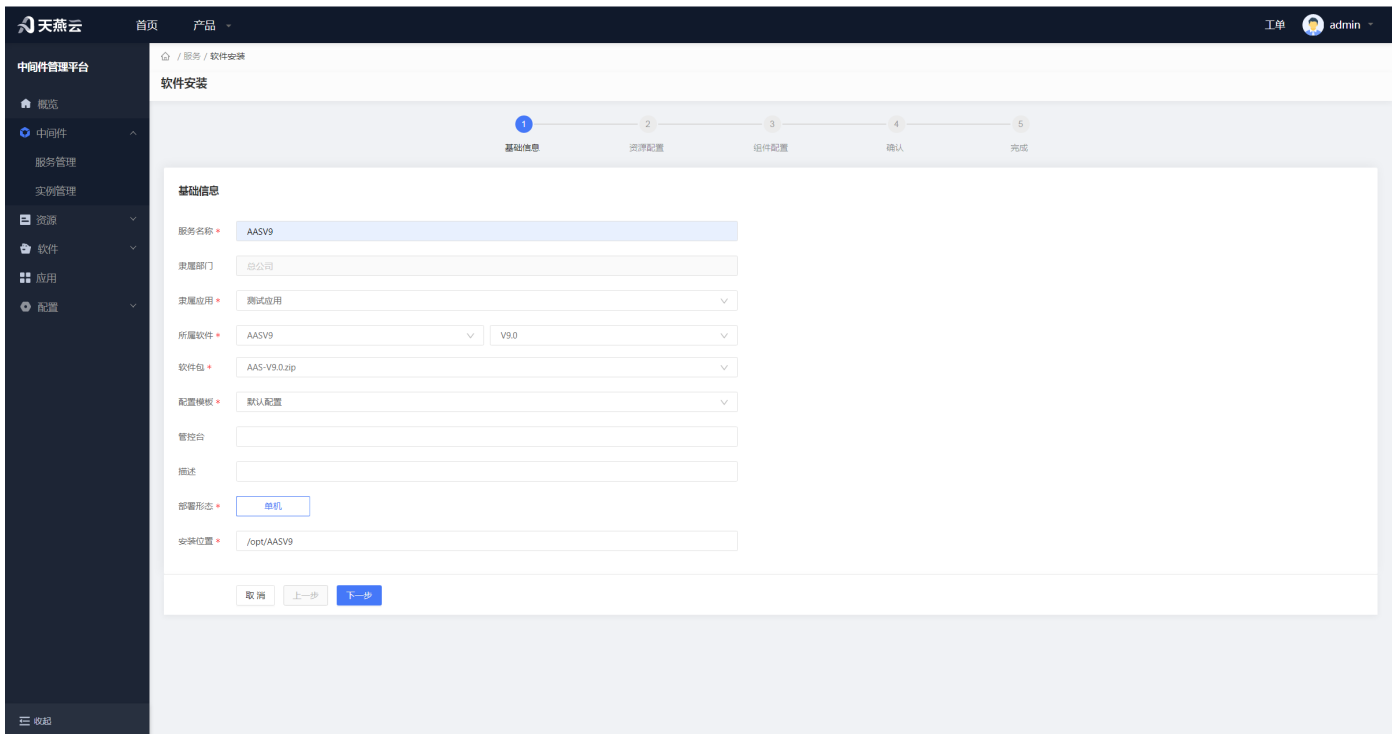 天燕云 首页 产品 工单 admin
中间件管理平台
概览
中间件
服务管理
实例管理
资源
软件
应用
配置
收起
/ 服务 / 软件安装
软件安装
1 2 3 4 5
基础信息 资源配置 组件配置 确认 完成
基础信息
服务名称 * AASV9
隶属部门 总公司
隶属应用 * 测试应用
所属软件 * AASV9 V9.0
软件包 * AAS-V9.0.zip
配置模板 * 默认配置
管控台
描述
部署形态 * 单机
安装位置 * /opt/AASV9
取 消 上一步 下一步